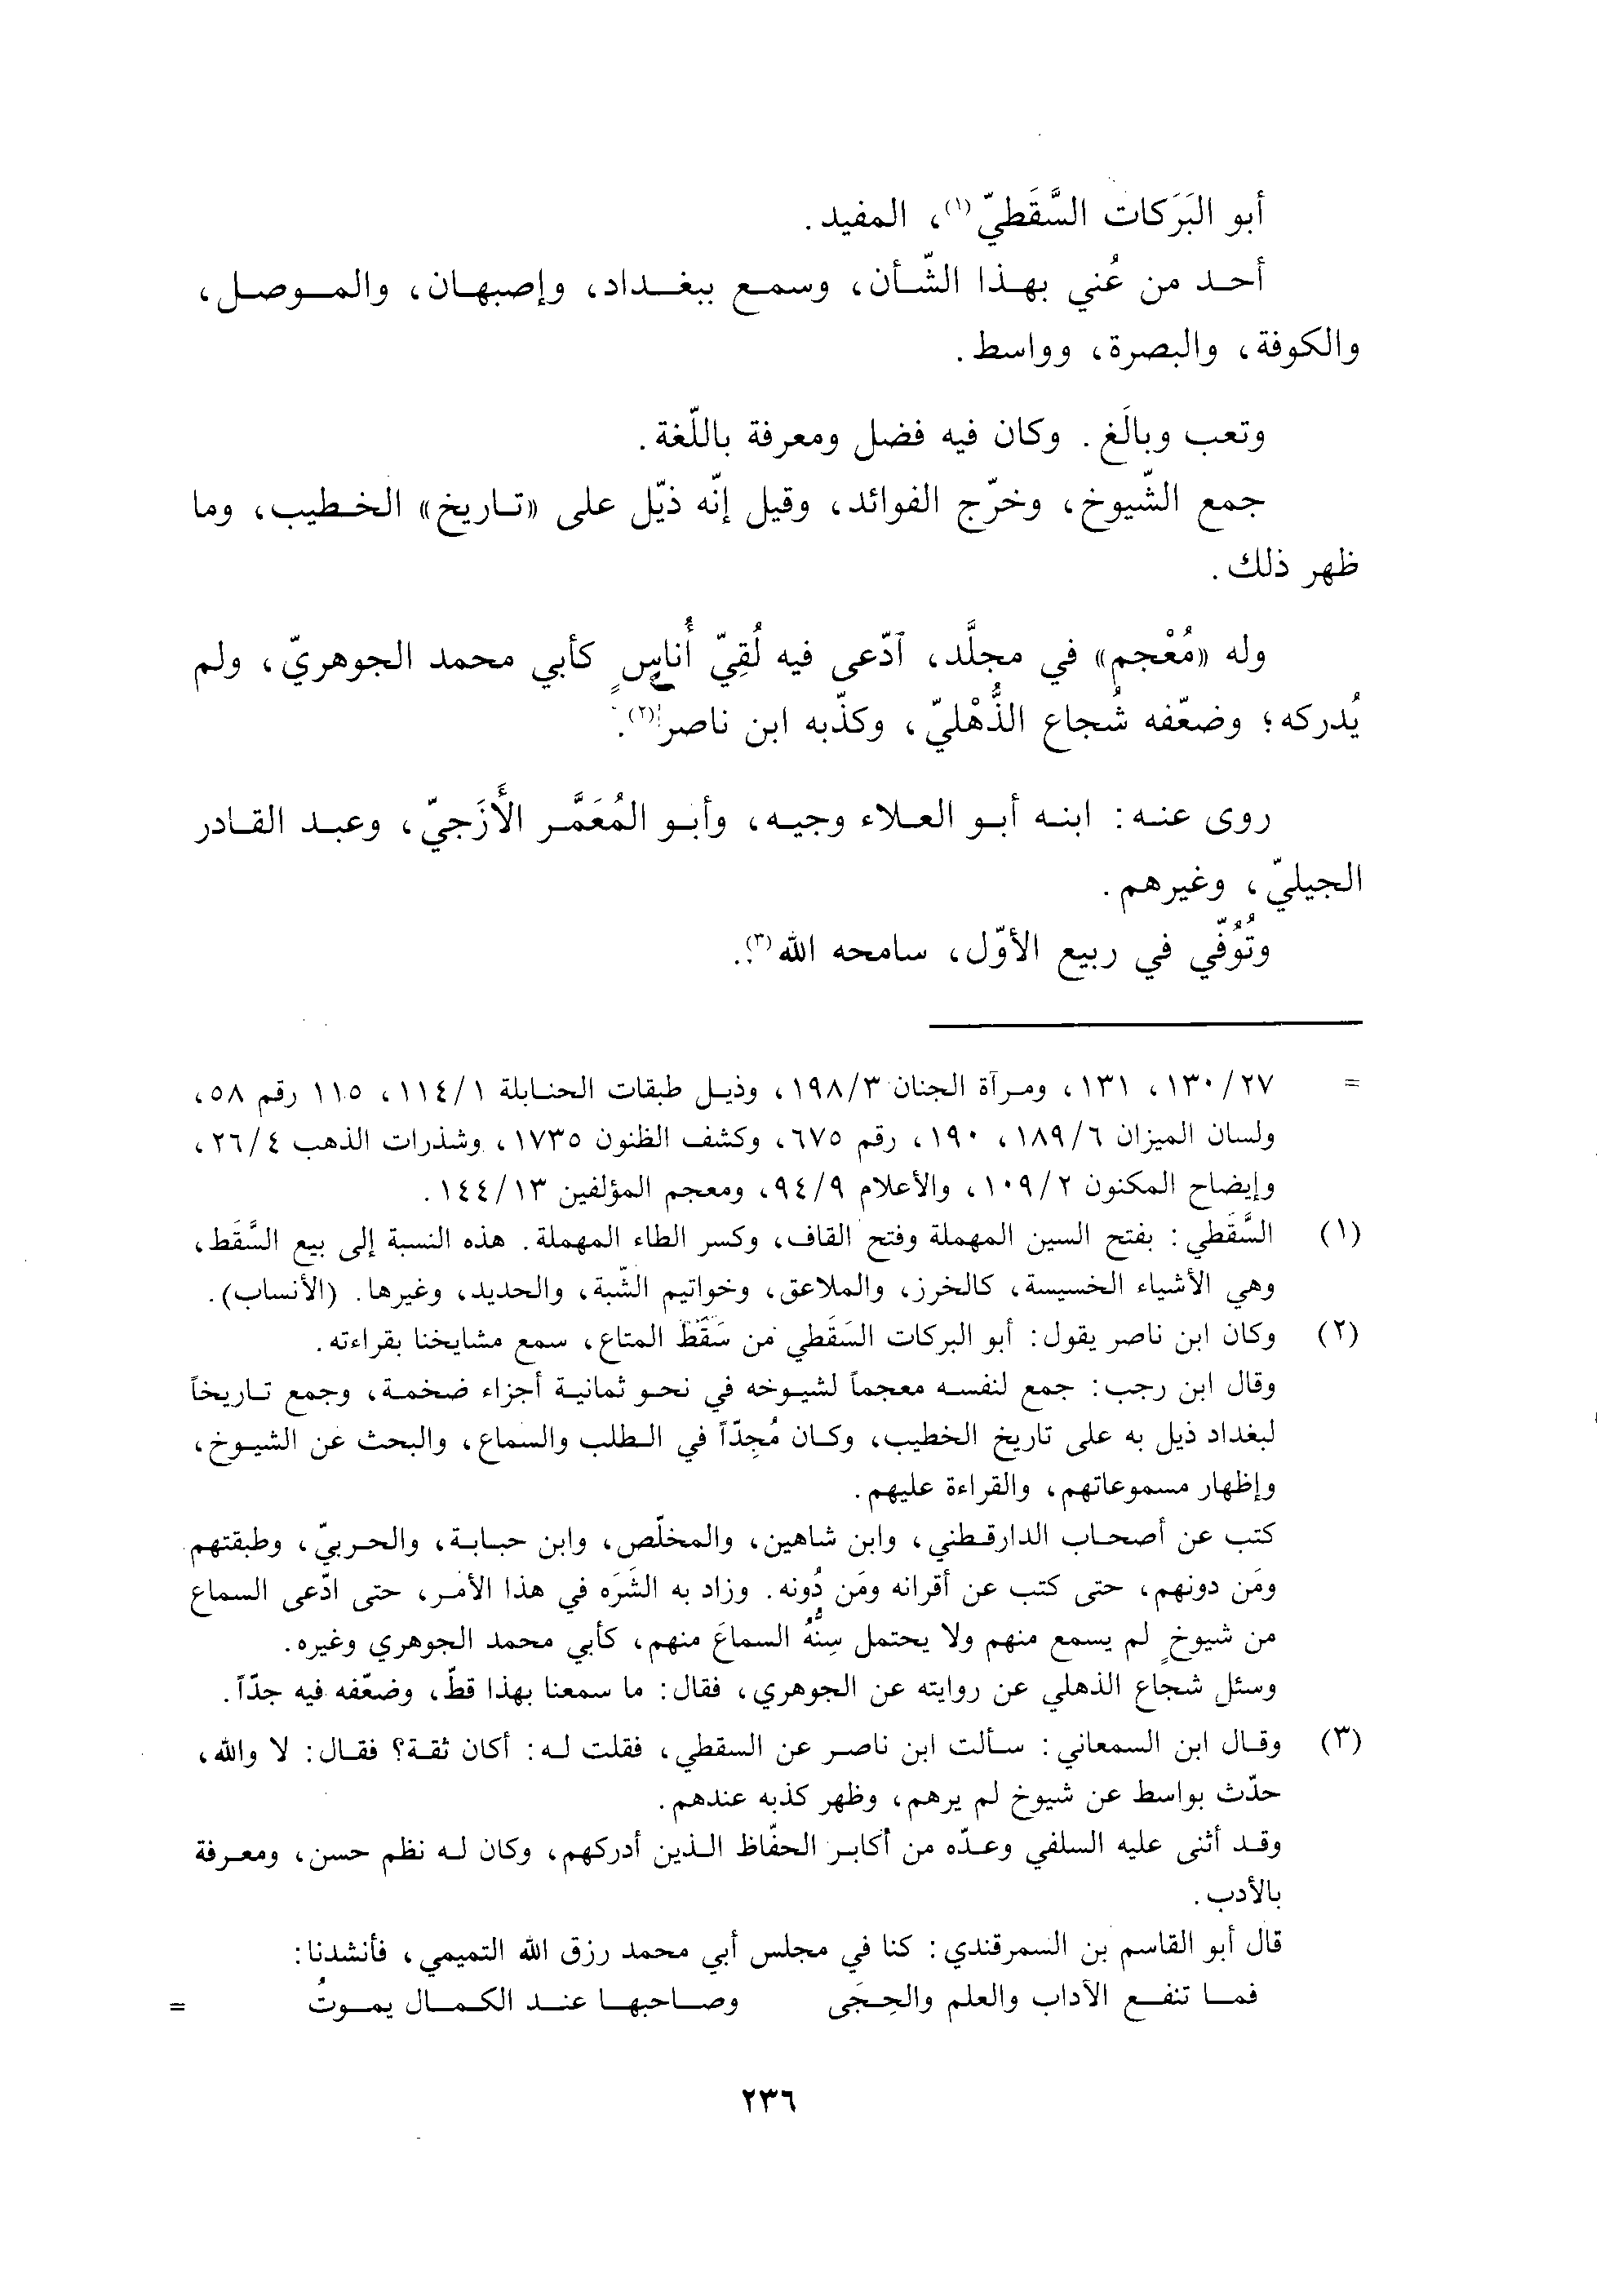 أبو البَرَكات السَّقَطيّ(١)، المفيد.
أحد من عُني بهذا الشّأن، وسمع ببغداد، وإصبهان، والموصل،
والكوفة، والبصرة، وواسط.
وتعب وبالَغ. وكان فيه فضل ومعرفة باللّغة.
جمع الشّيوخ، وخرّج الفوائد، وقيل إنّه ذيّل على «تاريخ» الخطيب، وما
ظهر ذلك.
وله «مُعْجم» في مجلَّد، ٱدّعى فيه لُقِيّ أُناسٍ كأبي محمد الجوهريّ، ولم
يُدركه؛ وضعّفه شُجاع الذُّهْليّ، وكذّبه ابن ناصر(٢).
روى عنه: ابنه أبو العلاء وجيه، وأبو المُعَمَّر الأَزَجيّ، وعبد القادر
الجيليّ، وغيرهم.
وتُوُفّي في ربيع الأوّل، سامحه الله(٣).
= ١٣٠/٢٧، ١٣١، ومرآة الجنان ١٩٨/٣، وذيل طبقات الحنابلة ١١٤/١، ١١٥ رقم ٥٨،
ولسان الميزان ١٨٩/٦، ١٩٠، رقم ٦٧٥، وكشف الظنون ١٧٣٥، وشذرات الذهب ٢٦/٤،
وإيضاح المكنون ١٠٩/٢، والأعلام ٩٤/٩، ومعجم المؤلفين ١٤٤/١٣.
(١) السَّقَطي: بفتح السين المهملة وفتح القاف، وكسر الطاء المهملة. هذه النسبة إلى بيع السَّقَط،
وهي الأشياء الخسيسة، كالخرز، والملاعق، وخواتيم الشّبة، والحديد، وغيرها. (الأنساب).
(٢) وكان ابن ناصر يقول: أبو البركات السَقَطي من سَقَط المتاع، سمع مشايخنا بقراءته.
وقال ابن رجب: جمع لنفسه معجماً لشيوخه في نحو ثمانية أجزاء ضخمة، وجمع تاريخاً
لبغداد ذيل به على تاريخ الخطيب، وكان مُجِدّاً في الطلب والسماع، والبحث عن الشيوخ،
وإظهار مسموعاتهم، والقراءة عليهم.
كتب عن أصحاب الدارقطني، وابن شاهين، والمخلّص، وابن حبابة، والحربيّ، وطبقتهم
ومَن دونهم، حتى كتب عن أقرانه ومَن دُونه. وزاد به الشَرَه في هذا الأمر، حتى ادّعى السماع
من شيوخٍ لم يسمع منهم ولا يحتمل سِنُّهُ السماعَ منهم، كأبي محمد الجوهري وغيره.
وسئل شجاع الذهلي عن روايته عن الجوهري، فقال: ما سمعنا بهذا قطّ، وضعّفه فيه جدّاً.
(٣) وقال ابن السمعاني: سألت ابن ناصر عن السقطي، فقلت له: أكان ثقة؟ فقال: لا والله،
حدّث بواسط عن شيوخ لم يرهم، وظهر كذبه عندهم.
وقد أثنى عليه السلفي وعدّه من أكابر الحفّاظ الذين أدركهم، وكان له نظم حسن، ومعرفة
بالأدب.
قال أبو القاسم بن السمرقندي: كنا في مجلس أبي محمد رزق الله التميمي، فأنشدنا:
فما تنفع الآداب والعلم والحِجَى وصاحبها عند الكمال يموتُ =
٢٣٦